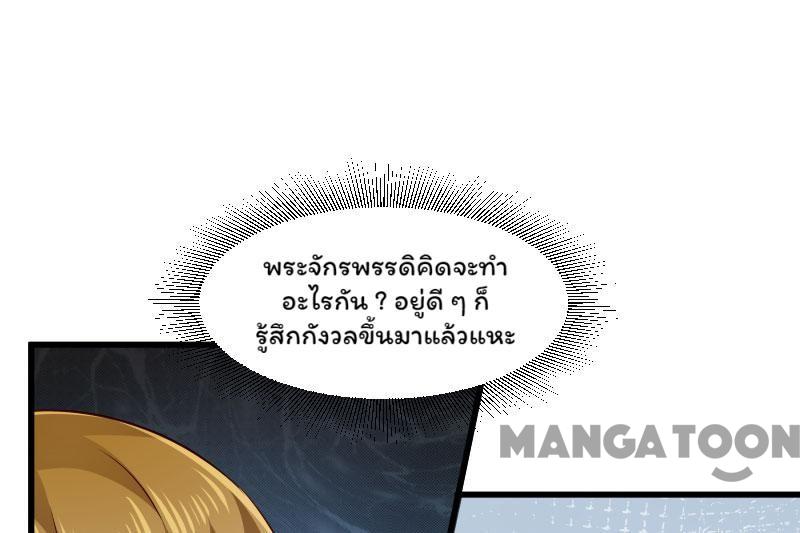 พระจักรพรรดิคิดจะทำ
อะไรกัน ? อยู่ดี ๆ ก็
รู้สึกกังวลขึ้นมาแล้วแหะ
MANGATOON